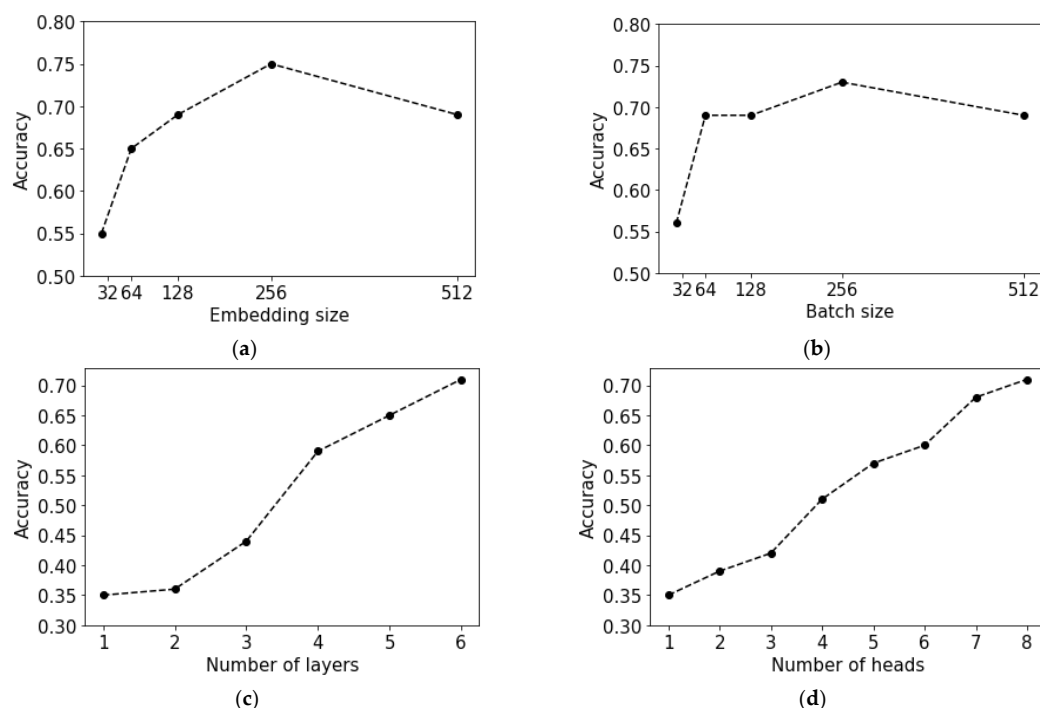 0.80
0.75
0.70
0.65
0.60
0.55
0.50
Accuracy
32 64 128 256 512
Embedding size
(a)
0.80
0.75
0.70
0.65
0.60
0.55
0.50
Accuracy
32 64 128 256 512
Batch size
(b)
0.70
0.65
0.60
0.55
0.50
0.45
0.40
0.35
0.30
Accuracy
1 2 3 4 5 6
Number of layers
(c)
0.70
0.65
0.60
0.55
0.50
0.45
0.40
0.35
0.30
Accuracy
1 2 3 4 5 6 7 8
Number of heads
(d)